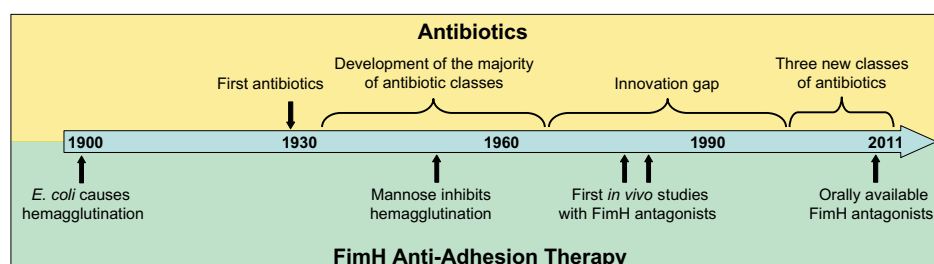 Antibiotics
Development of the majority
of antibiotic classes
Three new classes
of antibiotics
First antibiotics
Innovation gap
1900
1930
1960
1990
2011
E. coli causes
hemagglutination
Mannose inhibits
hemagglutination
First in vivo studies
with FimH antagonists
Orally available
FimH antagonists
FimH Anti-Adhesion Therapy